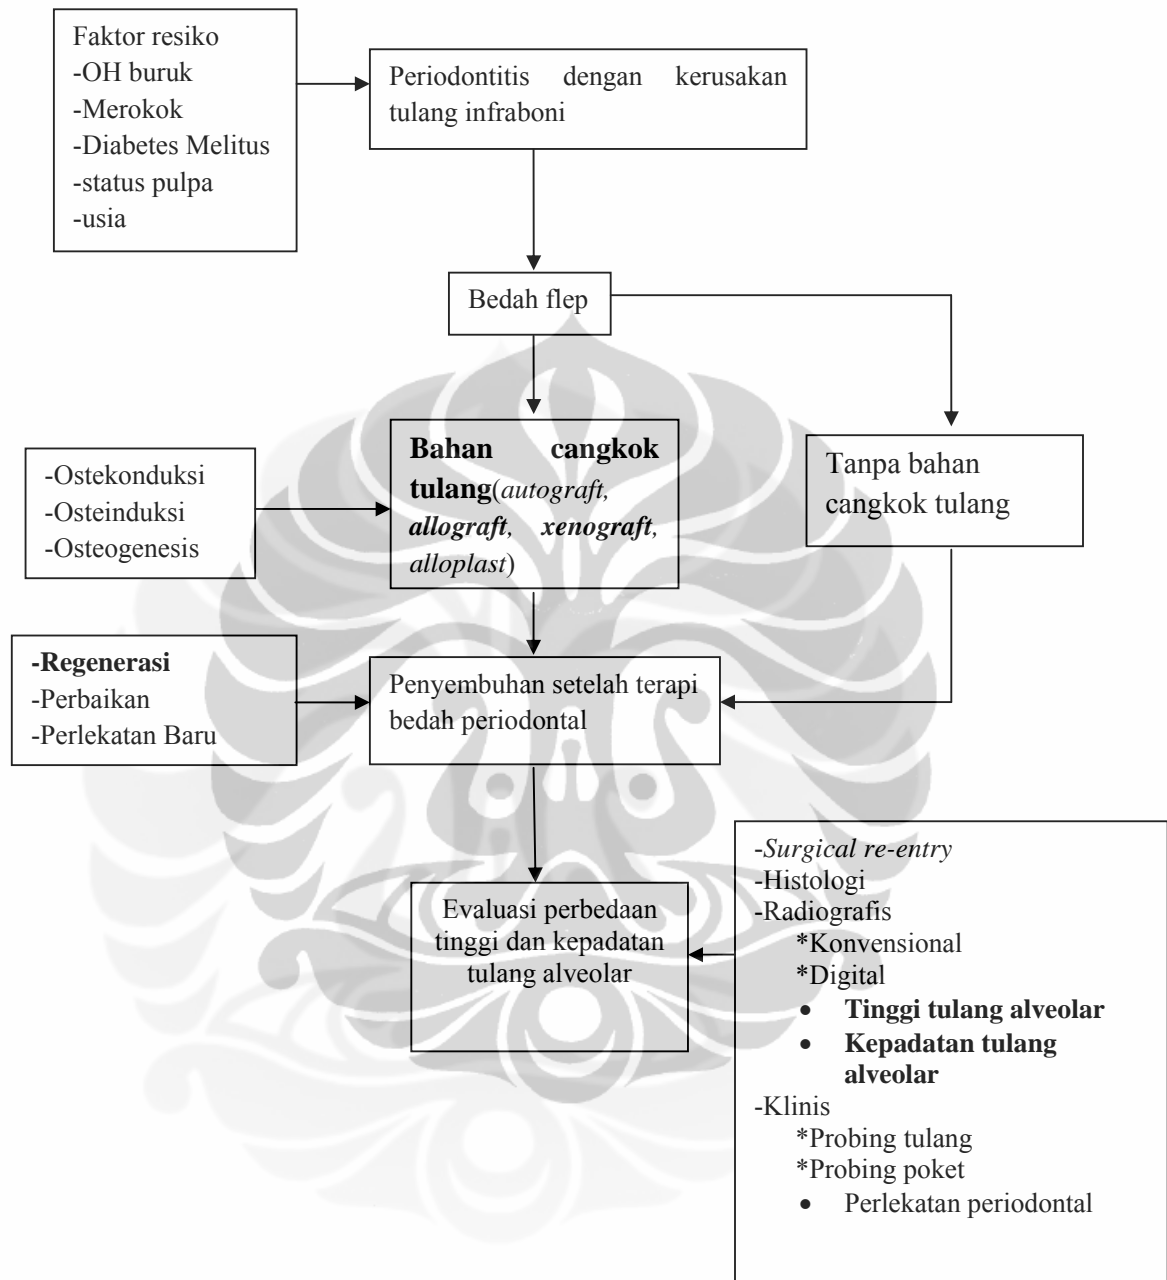 Faktor resiko
-OH buruk
-Merokok
-Diabetes Melitus
-status pulpa
-usia
Periodontitis dengan kerusakan
tulang infraboni
Bedah flep
-Ostekonduksi
-Osteinduksi
-Osteogenesis
Bahan cangkok
tulang(autograft,
allograft, xenograft,
alloplast)
Tanpa bahan
cangkok tulang
-Regenerasi
-Perbaikan
-Perlekatan Baru
Penyembuhan setelah terapi
bedah periodontal
Evaluasi perbedaan
tinggi dan kepadatan
tulang alveolar
-Surgical re-entry
-Histologi
-Radiografis
*Konvensional
*Digital
• Tinggi tulang alveolar
• Kepadatan tulang
alveolar
-Klinis
*Probing tulang
*Probing poket
• Perlekatan periodontal